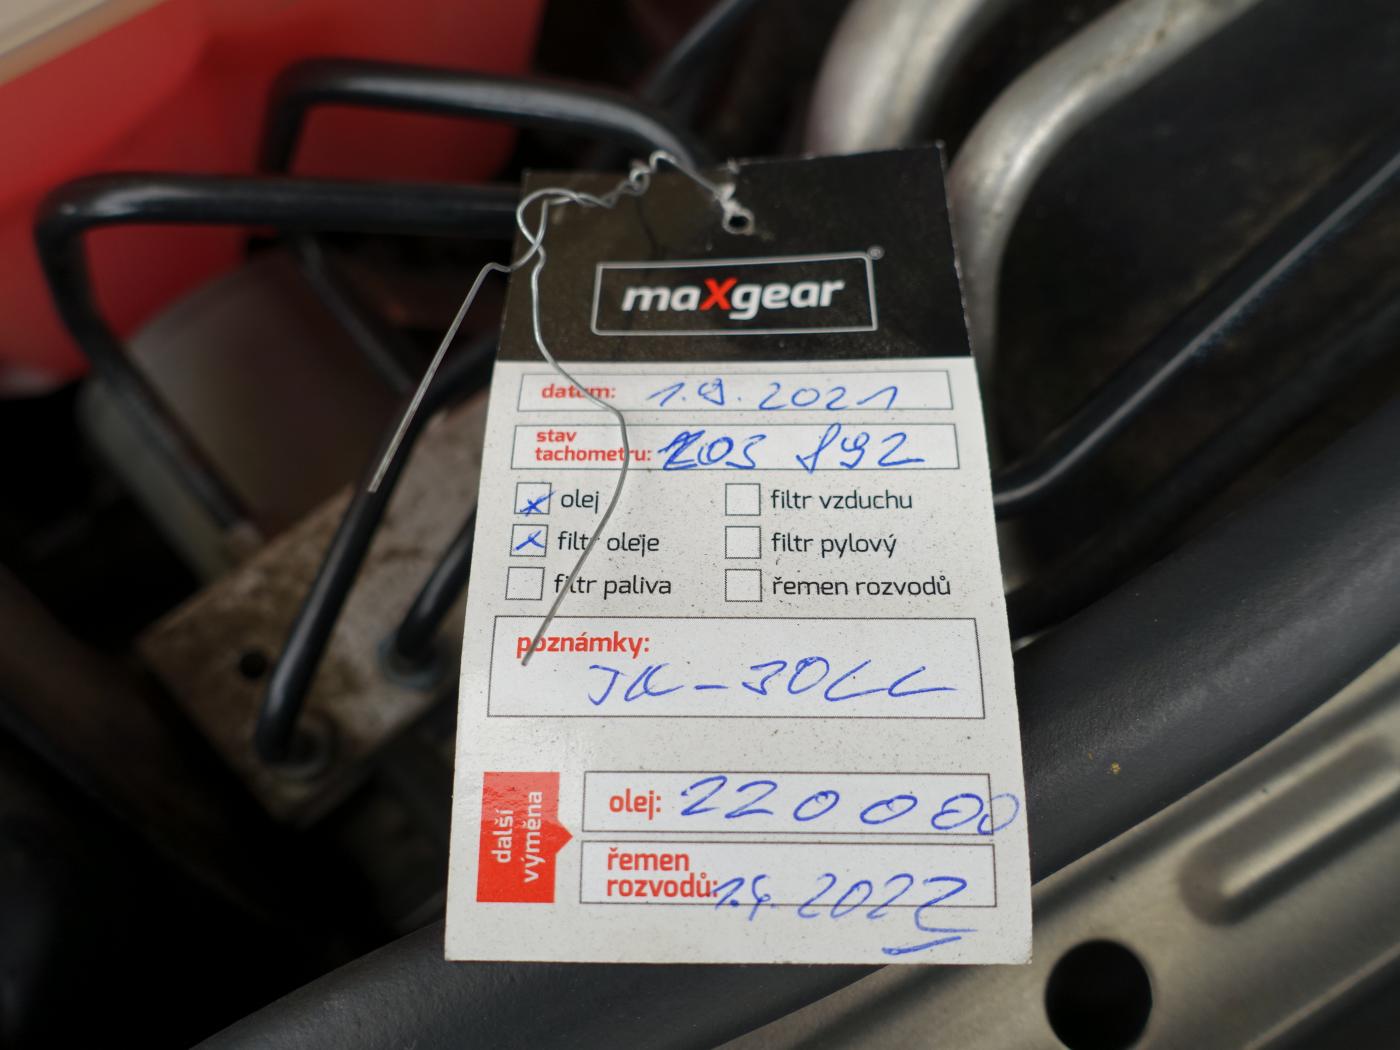 maXgear®
datum: 1.9.2021
stav
tachometru: 203 892
olej
filtr vzduchu
filtr oleje
filtr pylový
filtr paliva
řemen rozvodů
poznámky:
další
výměna
olej: 220 000
řemen
rozvodů: 2022